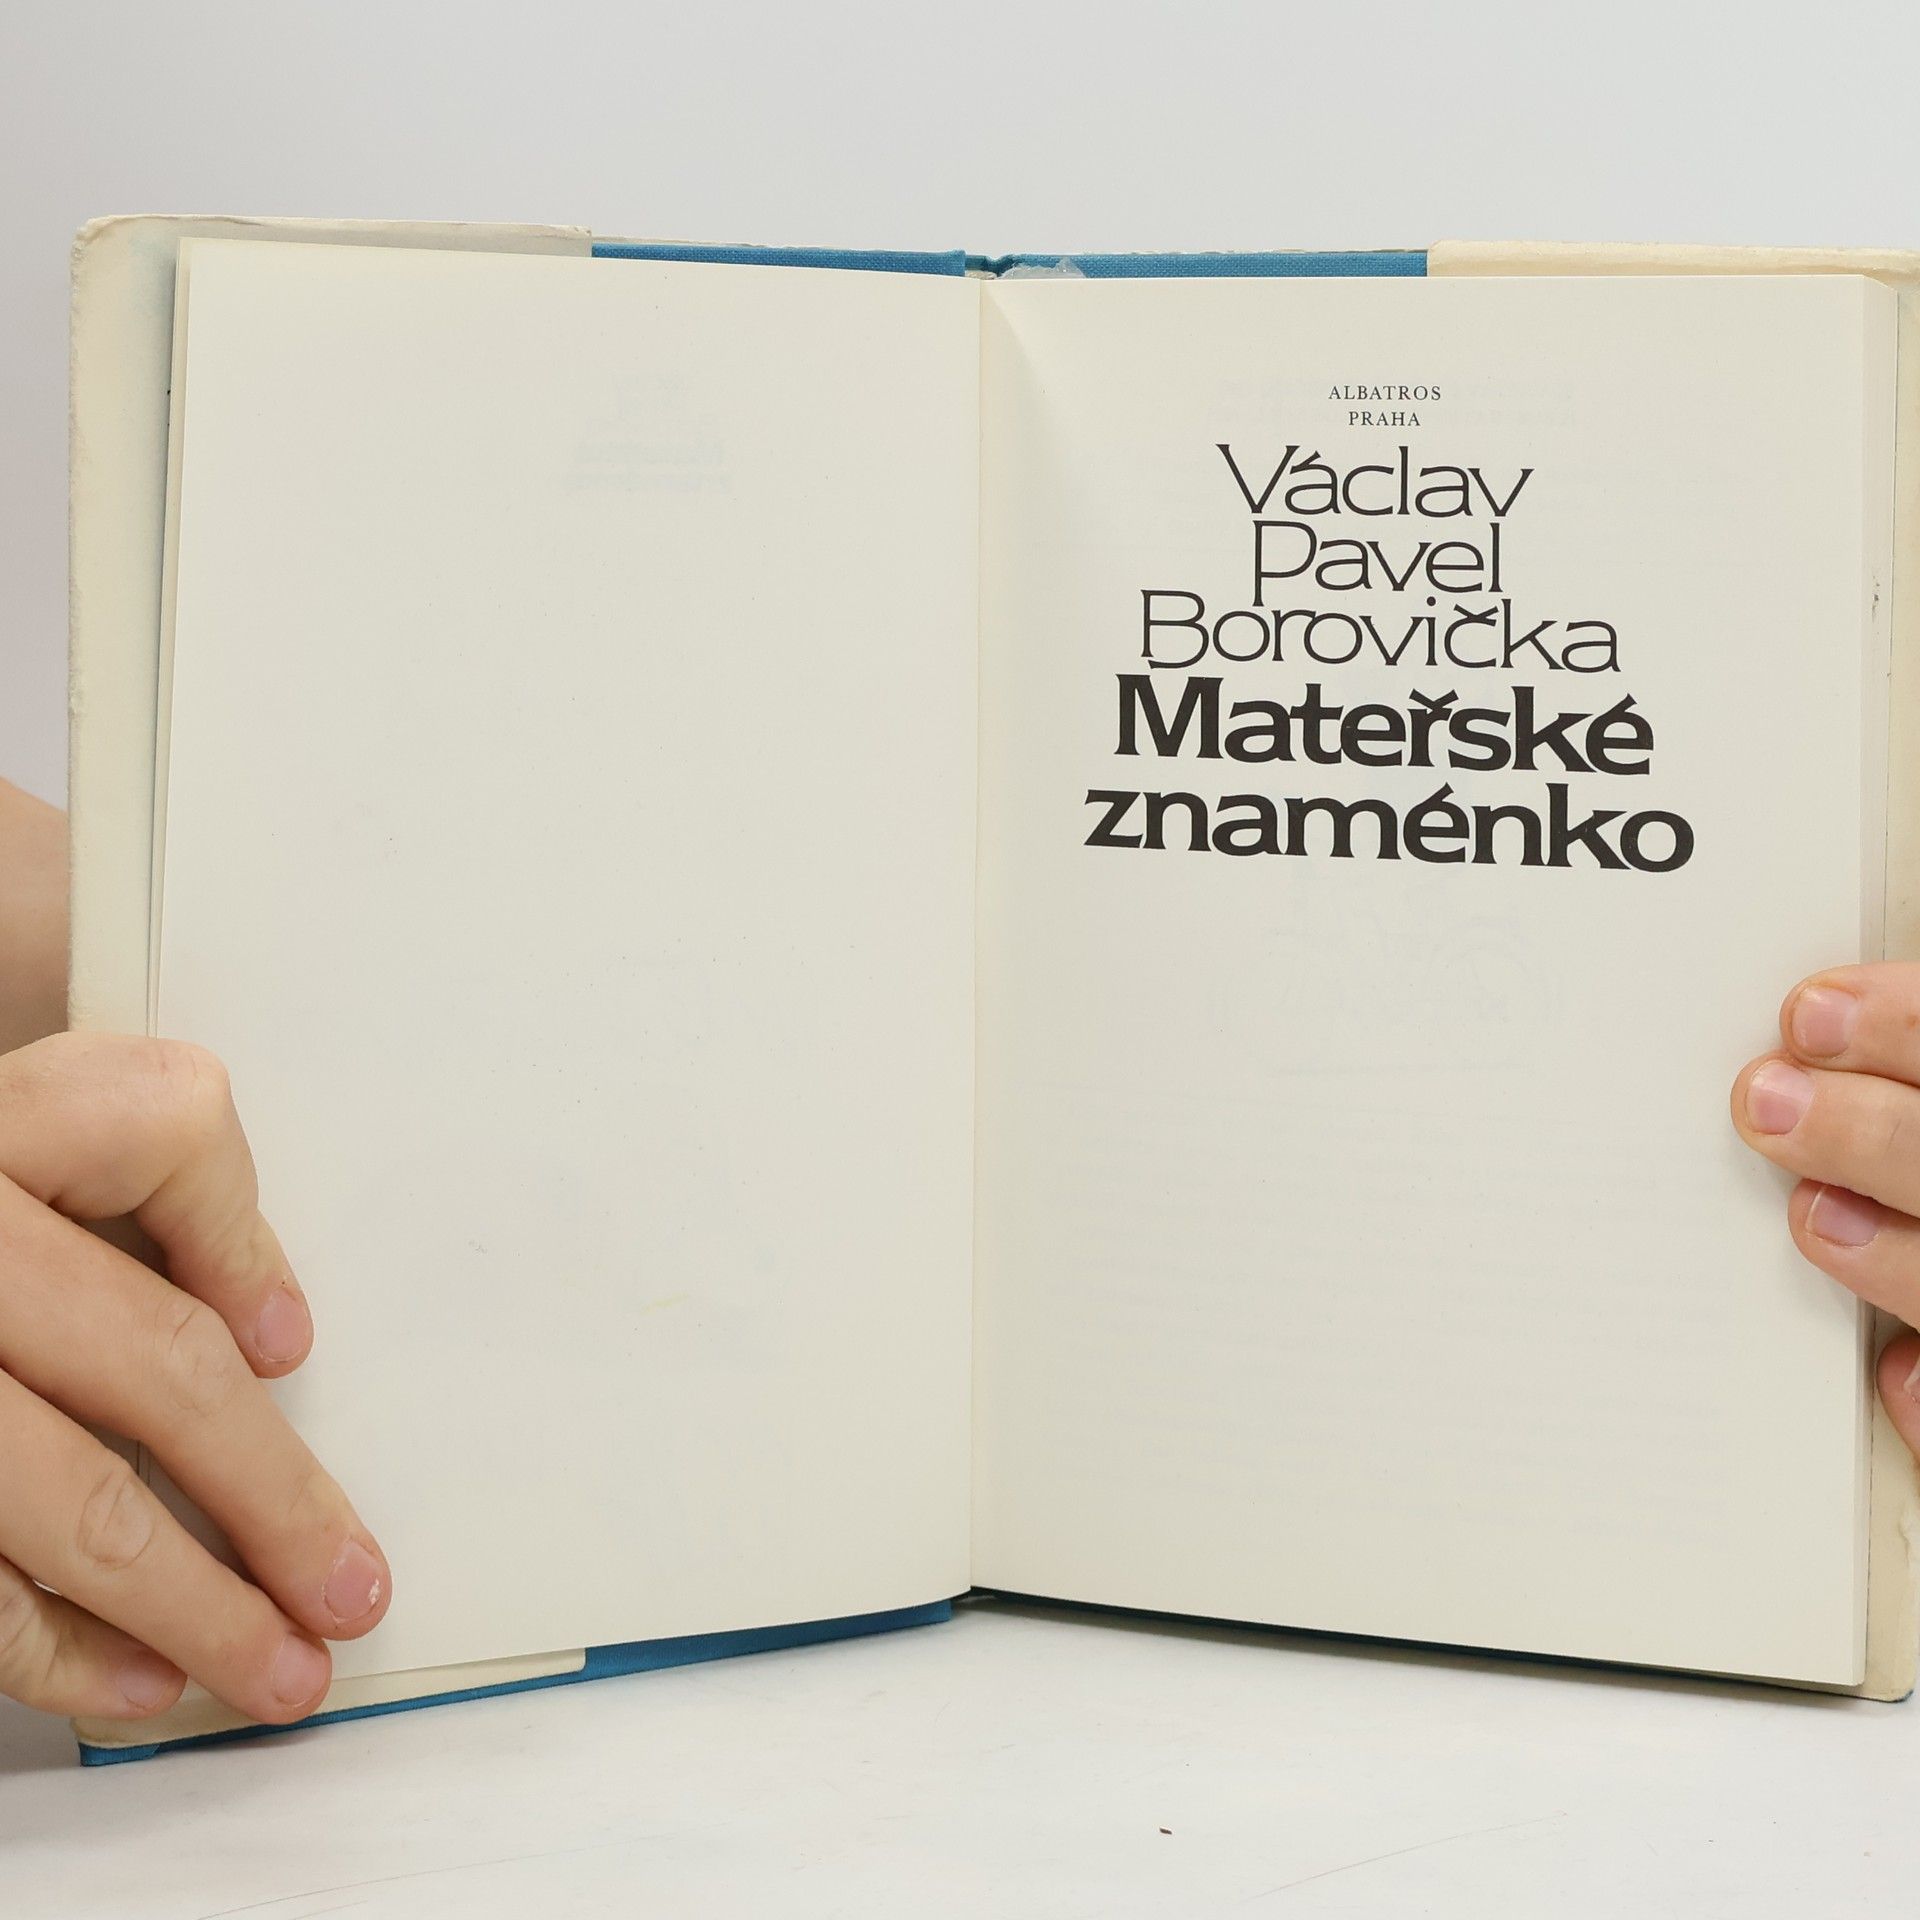 ALBATROS
PRAHA
Václav
Pavel
Borovička
Mateřské
znaménko